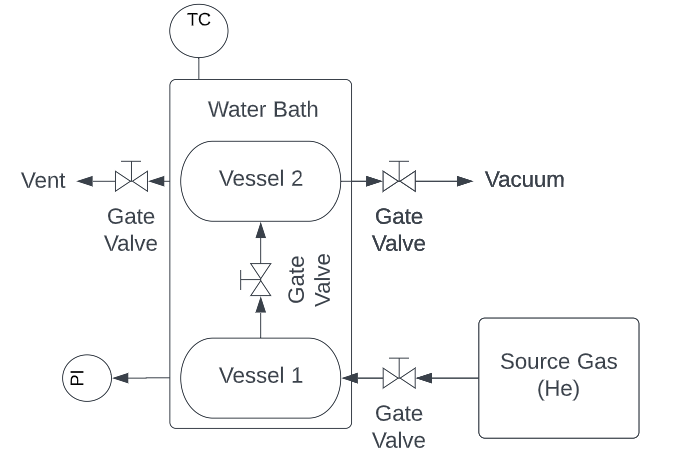 TC
Water Bath
Vessel 2
Vent
Vacuum
Gate
Valve
Gate
Valve
Gate
Valve
PI
Vessel 1
Source Gas
(He)
Gate
Valve